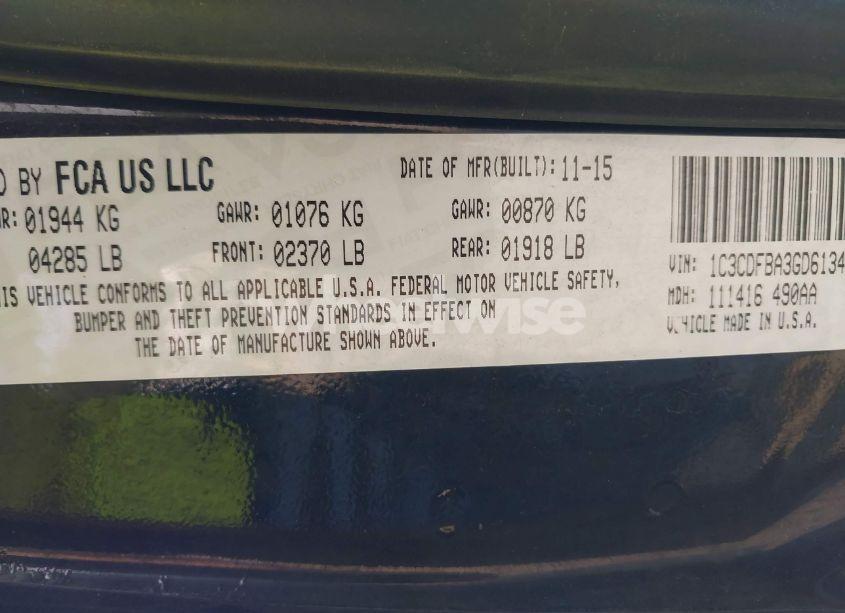 BY FCA US LLC
DATE OF MFR(BUILT): 11-15
R: 01944 KG GAWR: 01076 KG GAWR: 00870 KG
04285 LB FRONT: 02370 LB REAR: 01918 LB
VIN: 1C3CDFBA3GD6134
IS VEHICLE CONFORMS TO ALL APPLICABLE U.S.A. FEDERAL MOTOR VEHICLE SAFETY,
BUMPER AND THEFT PREVENTION STANDARDS IN EFFECT ON
THE DATE OF MANUFACTURE SHOWN ABOVE.
MDH: 111416 490AA
VEHICLE MADE IN U.S.A.